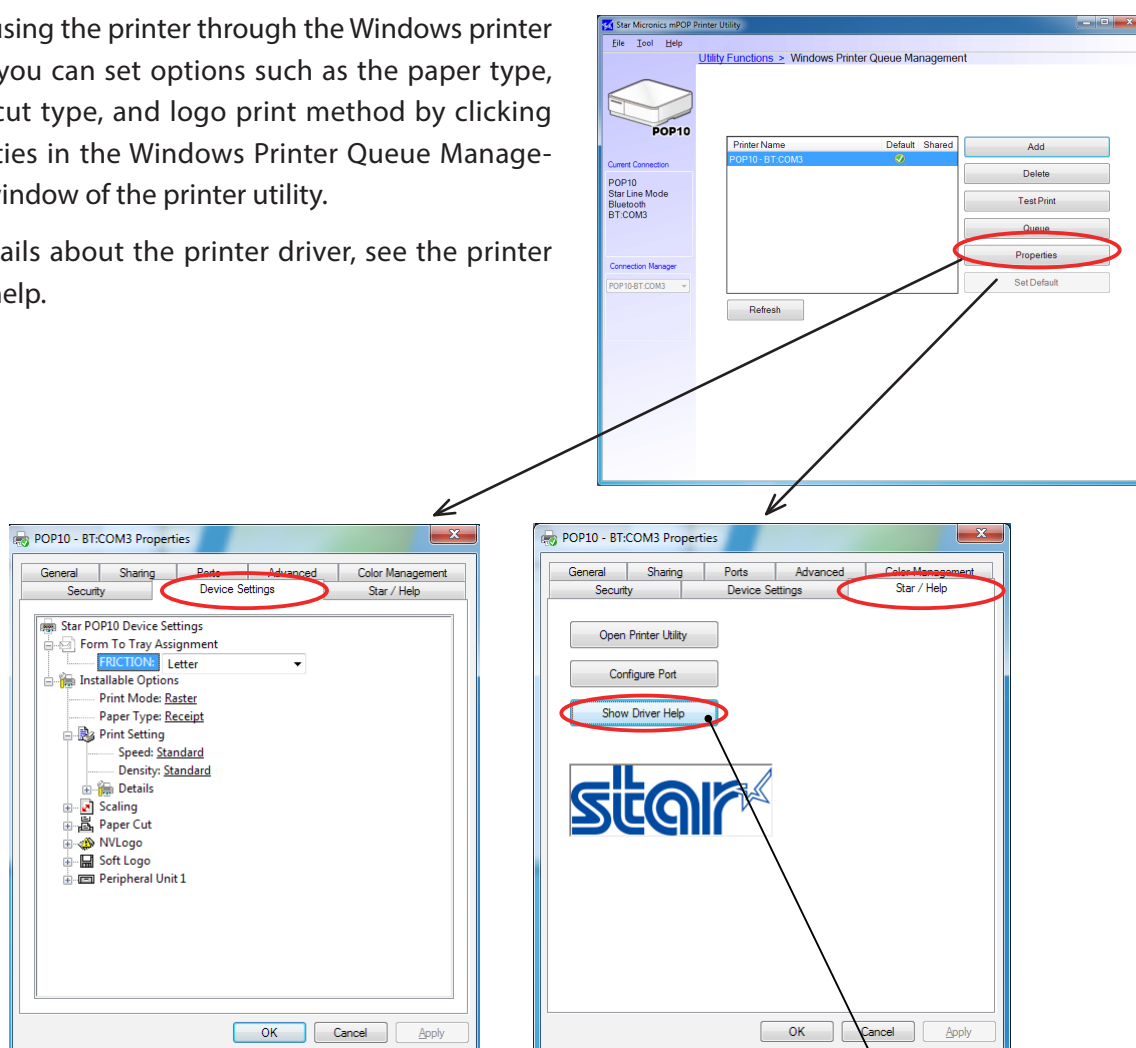 using the printer through the Windows printer
you can set options such as the paper type,
cut type, and logo print method by clicking
ties in the Windows Printer Queue Manage-
window of the printer utility.
ails about the printer driver, see the printer
help.
Star Micronics mPOP Printer Utility
File Tool Help
Utility Functions > Windows Printer Queue Management
POP10
Current Connection
POP10
Star Line Mode
Bluetooth
BT:COM3
Connection Manager
POP10-BT:COM3
Printer Name Default Shared
POP10 - BT:COM3
Add
Delete
Test Print
Queue
Properties
Set Default
Refresh
POP10 - BT:COM3 Properties
General Sharing Ports Advanced Color Management
Security Device Settings Star / Help
Star POP10 Device Settings
Form To Tray Assignment
FRICTION: Letter
Installable Options
Print Mode: Raster
Paper Type: Receipt
Print Setting
Speed: Standard
Density: Standard
Details
Scaling
Paper Cut
NVLogo
Soft Logo
Peripheral Unit 1
OK Cancel Apply
POP10 - BT:COM3 Properties
General Sharing Ports Advanced Color Management
Security Device Settings Star / Help
Open Printer Utility
Configure Port
Show Driver Help
star
OK Cancel Apply